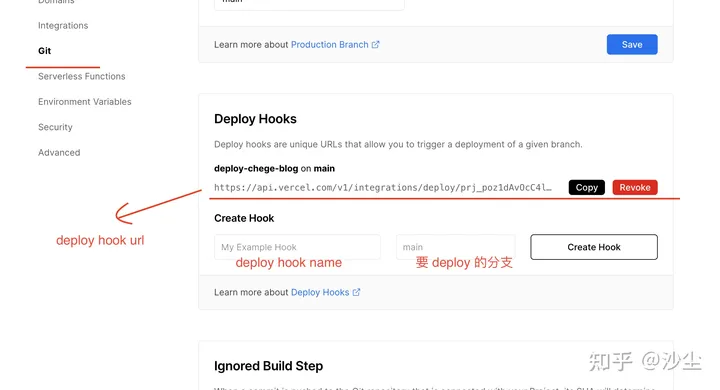 main
Domains
Integrations
Git
Serverless Functions
Environment Variables
Security
Advanced
Learn more about Production Branch
Save
Deploy Hooks
Deploy hooks are unique URLs that allow you to trigger a deployment of a given branch.
deploy-chege-blog on main
https://api.vercel.com/v1/integrations/deploy/prj_poz1dAvOcC4l…
Copy
Revoke
deploy hook url
Create Hook
My Example Hook
main
Create Hook
deploy hook name
要 deploy 的分支
Learn more about Deploy Hooks
Ignored Build Step
知乎 @沙尘